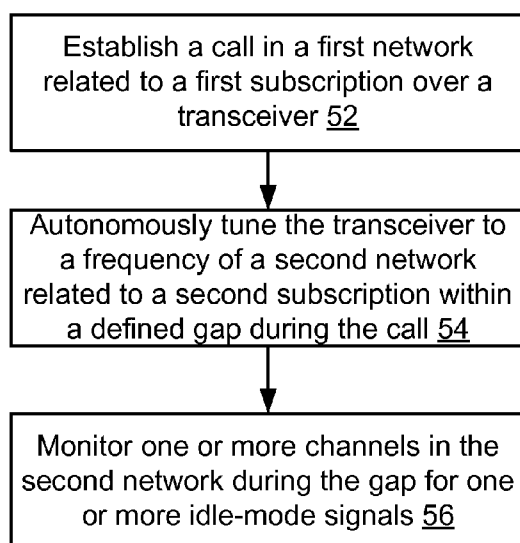 Establish a call in a first network
related to a first subscription over a
transceiver 52
Autonomously tune the transceiver to
a frequency of a second network
related to a second subscription within
a defined gap during the call 54
Monitor one or more channels in the
second network during the gap for one
or more idle-mode signals 56